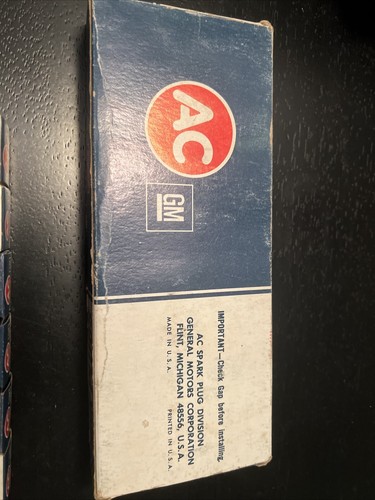 AC
GM
IMPORTANT—Check Gap before installing.
AC SPARK PLUG DIVISION
GENERAL MOTORS CORPORATION
FLINT, MICHIGAN 48556, U.S.A.
MADE IN U.S.A. PRINTED IN U.S.A.